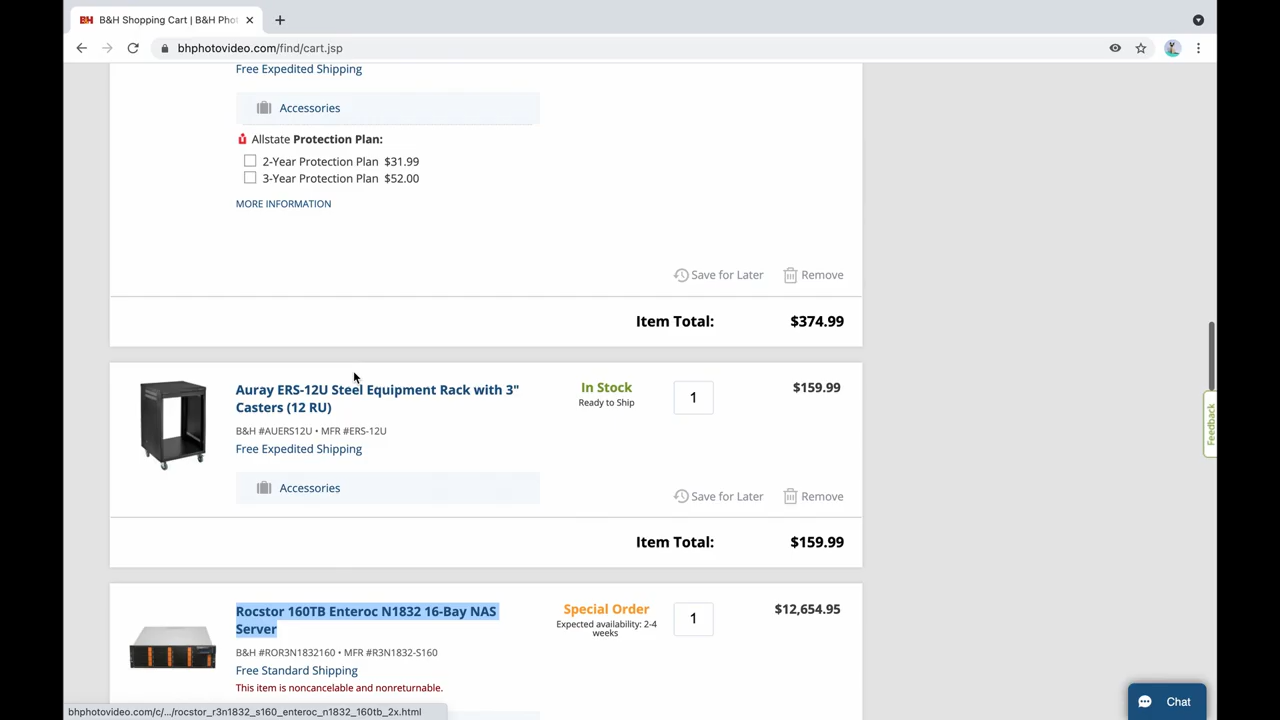 B&H Shopping Cart | B&H Pho
bhphotovideo.com/find/cart.jsp
Free Expedited Shipping
Accessories
Allstate Protection Plan:
2-Year Protection Plan $31.99
3-Year Protection Plan $52.00
MORE INFORMATION
Save for Later Remove
Item Total: $374.99
Auray ERS-12U Steel Equipment Rack with 3"
Casters (12 RU)
B&H #AUERS12U • MFR #ERS-12U
Free Expedited Shipping
Accessories
In Stock
Ready to Ship
1
$159.99
Save for Later Remove
Item Total: $159.99
Rocstor 160TB Enteroc N1832 16-Bay NAS
Server
B&H #ROR3N1832160 • MFR #R3N1832-S160
Free Standard Shipping
This item is noncancelable and nonreturnable.
Special Order
Expected availability: 2-4
weeks
1
$12,654.95
Feedback
Chat
bhphotovideo.com/c/.../rocstor_r3n1832_s160_enteroc_n1832_160tb_2x.html